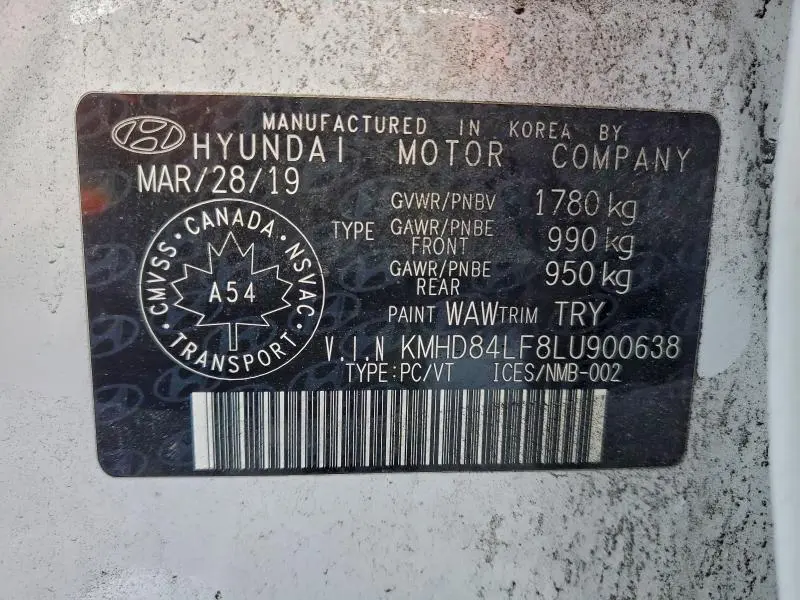 MANUFACTURED IN KOREA BY
HYUNDAI MOTOR COMPANY
MAR/28/19
GVWR/PNBV 1780 kg
TYPE GAWR/PNBE FRONT 990 kg
GAWR/PNBE REAR 950 kg
PAINT WAW TRIM TRY
CMVSS · CANADA · NSVAC · TRANSPORT ·
A54
V.I.N KMHD84LF8LU900638
TYPE:PC/VT ICES/NMB-002